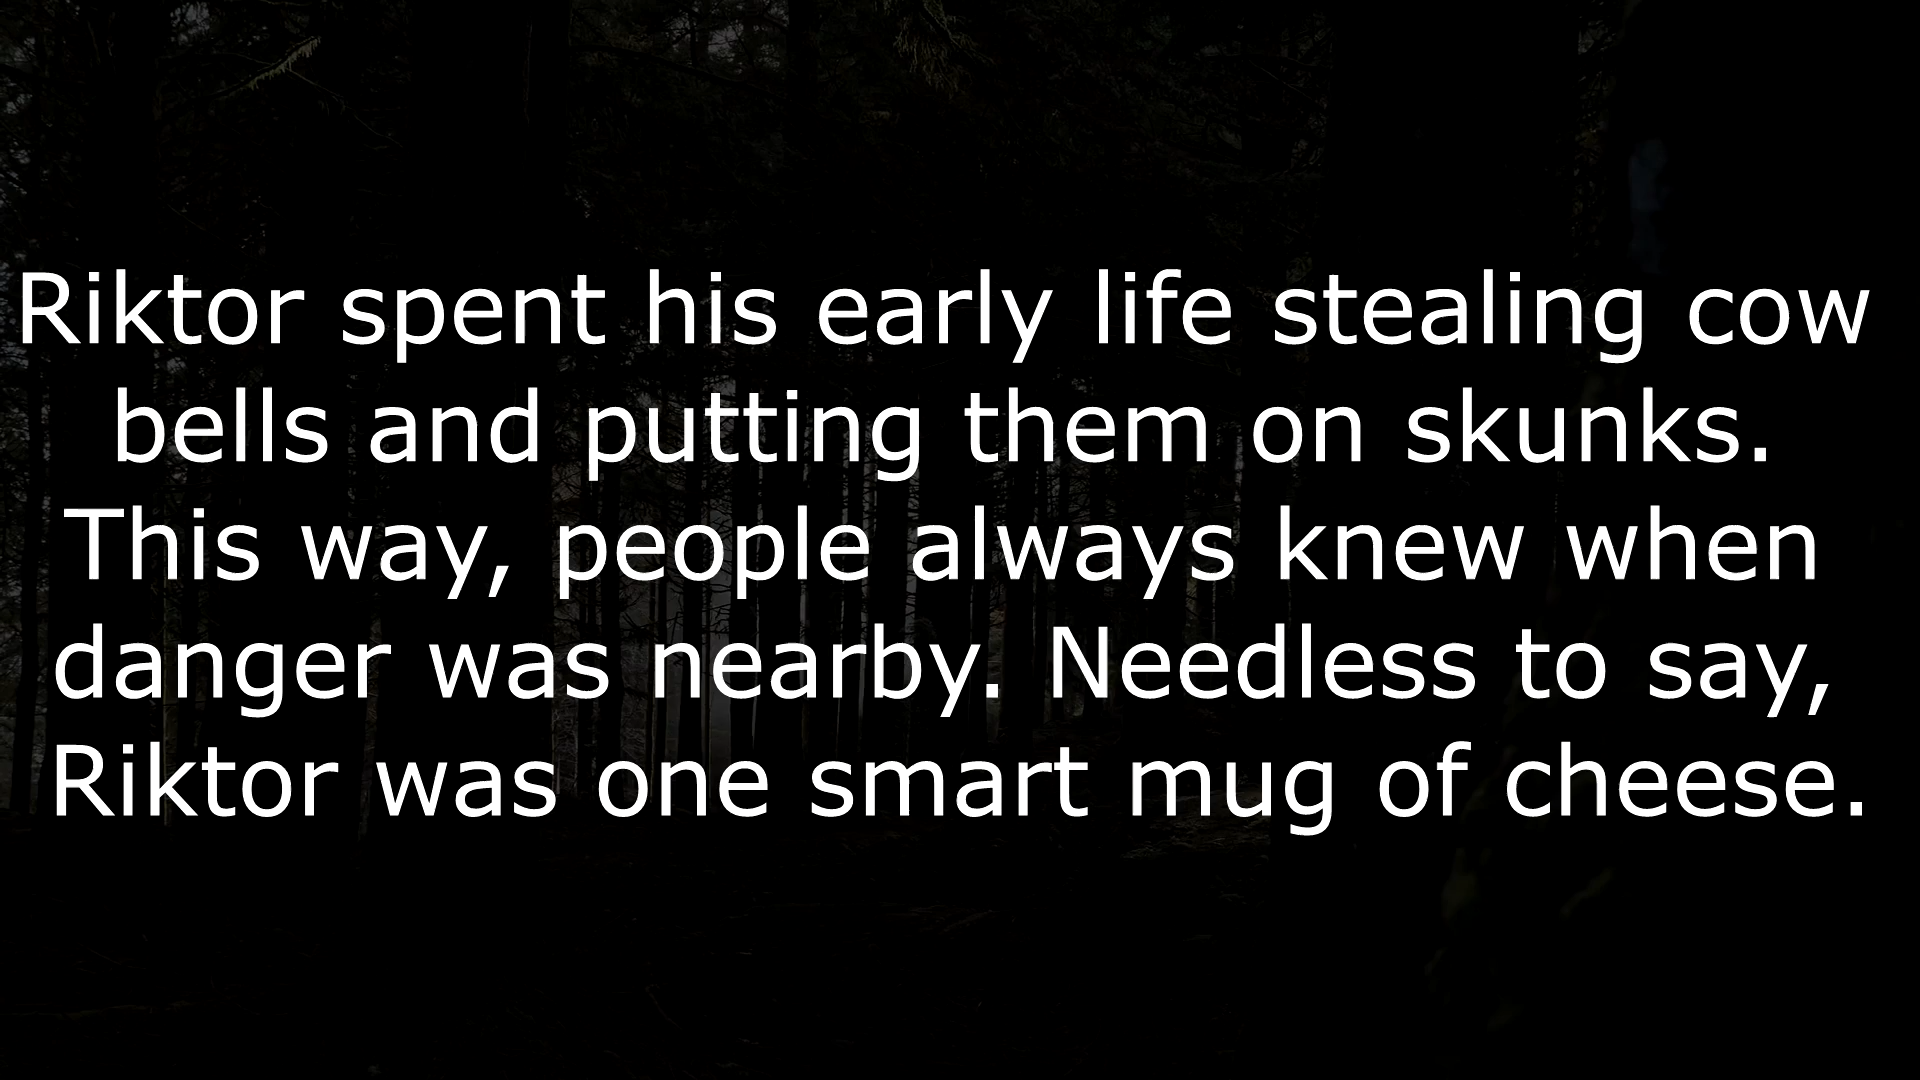 Riktor spent his early life stealing cow
bells and putting them on skunks.
This way, people always knew when
danger was nearby. Needless to say,
Riktor was one smart mug of cheese.